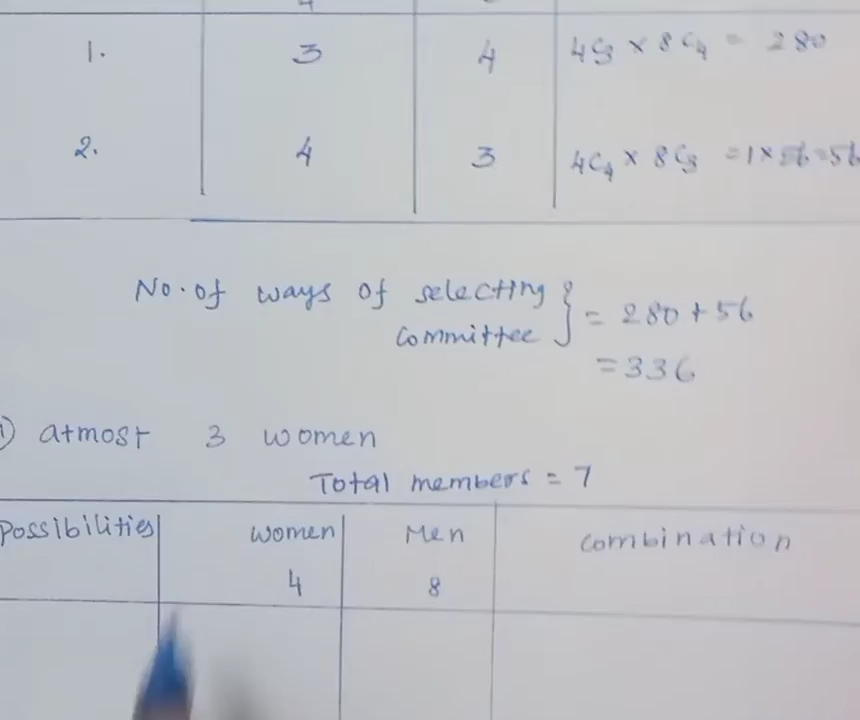 1. 3 4 4C3 × 8C4 = 280
2. 4 3 4C4 × 8C3 = 1×56=56
No. of ways of selecting committee } = 280 + 56
= 336
atmost 3 women
Total members = 7
Possibilities women Men combination
4 8